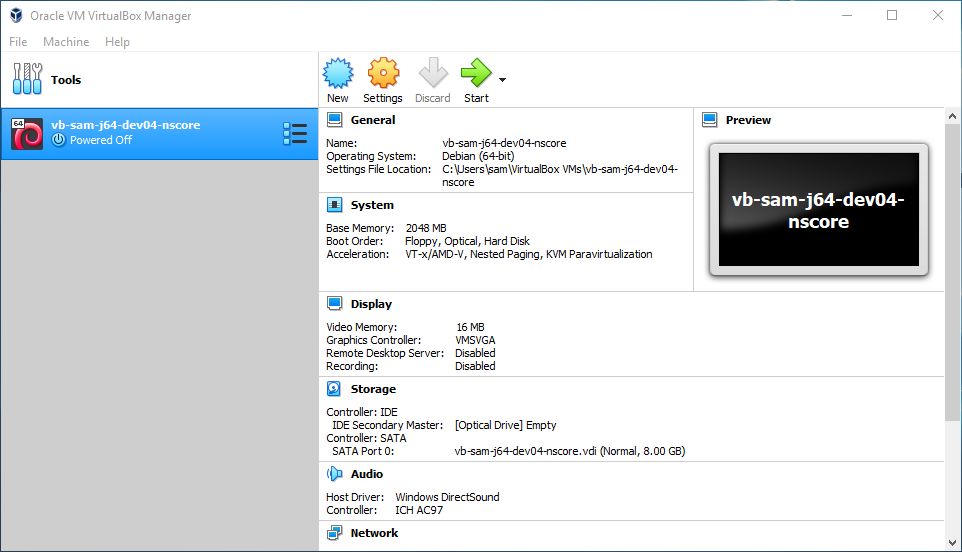 Oracle VM VirtualBox Manager
File Machine Help
Tools
New Settings Discard Start
64
vb-sam-j64-dev04-nscore
Powered Off
General
Name: vb-sam-j64-dev04-nscore
Operating System: Debian (64-bit)
Settings File Location: C:\Users\sam\VirtualBox VMs\vb-sam-j64-dev04-
nscore
Preview
vb-sam-j64-dev04-
nscore
System
Base Memory: 2048 MB
Boot Order: Floppy, Optical, Hard Disk
Acceleration: VT-x/AMD-V, Nested Paging, KVM Paravirtualization
Display
Video Memory: 16 MB
Graphics Controller: VMSVGA
Remote Desktop Server: Disabled
Recording: Disabled
Storage
Controller: IDE
IDE Secondary Master: [Optical Drive] Empty
Controller: SATA
SATA Port 0: vb-sam-j64-dev04-nscore.vdi (Normal, 8.00 GB)
Audio
Host Driver: Windows DirectSound
Controller: ICH AC97
Network